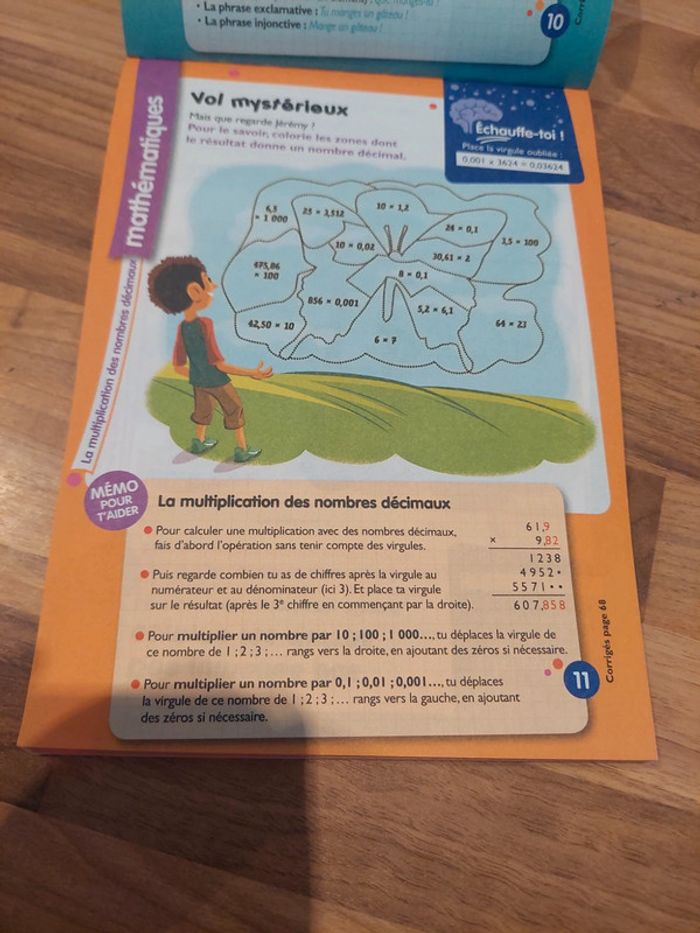 • La phrase exclamative : Tu manges un gâteau !
• La phrase injonctive : Mange un gâteau !
10
mathématiques
La multiplication des nombres décimaux
Vol mystérieux
Mais que regarde Jérémy ?
Pour le savoir, colorie les zones dont
le résultat donne un nombre décimal.
Échauffe-toi !
Place la virgule oubliée :
0,001 x 3624 = 0,03624
6,5
× 1 000
25 × 3,512
10 × 1,2
24 × 0,1
3,5 × 100
10 × 0,02
30,61 × 2
475,86
× 100
8 × 0,1
856 × 0,001
5,2 × 6,1
42,50 × 10
6 × 7
64 × 23
MÉMO
POUR
T'AIDER
La multiplication des nombres décimaux
• Pour calculer une multiplication avec des nombres décimaux,
fais d'abord l'opération sans tenir compte des virgules.
• Puis regarde combien tu as de chiffres après la virgule au
numérateur et au dénominateur (ici 3). Et place ta virgule
sur le résultat (après le 3e chiffre en commençant par la droite).
61,9
× 9,82
1238
4952•
5571••
607,858
• Pour multiplier un nombre par 10 ; 100 ; 1 000…, tu déplaces la virgule de
ce nombre de 1 ; 2 ; 3 ; … rangs vers la droite, en ajoutant des zéros si nécessaire.
• Pour multiplier un nombre par 0,1 ; 0,01 ; 0,001…, tu déplaces
la virgule de ce nombre de 1 ; 2 ; 3 ; … rangs vers la gauche, en ajoutant
des zéros si nécessaire.
11
Corrigés page 68